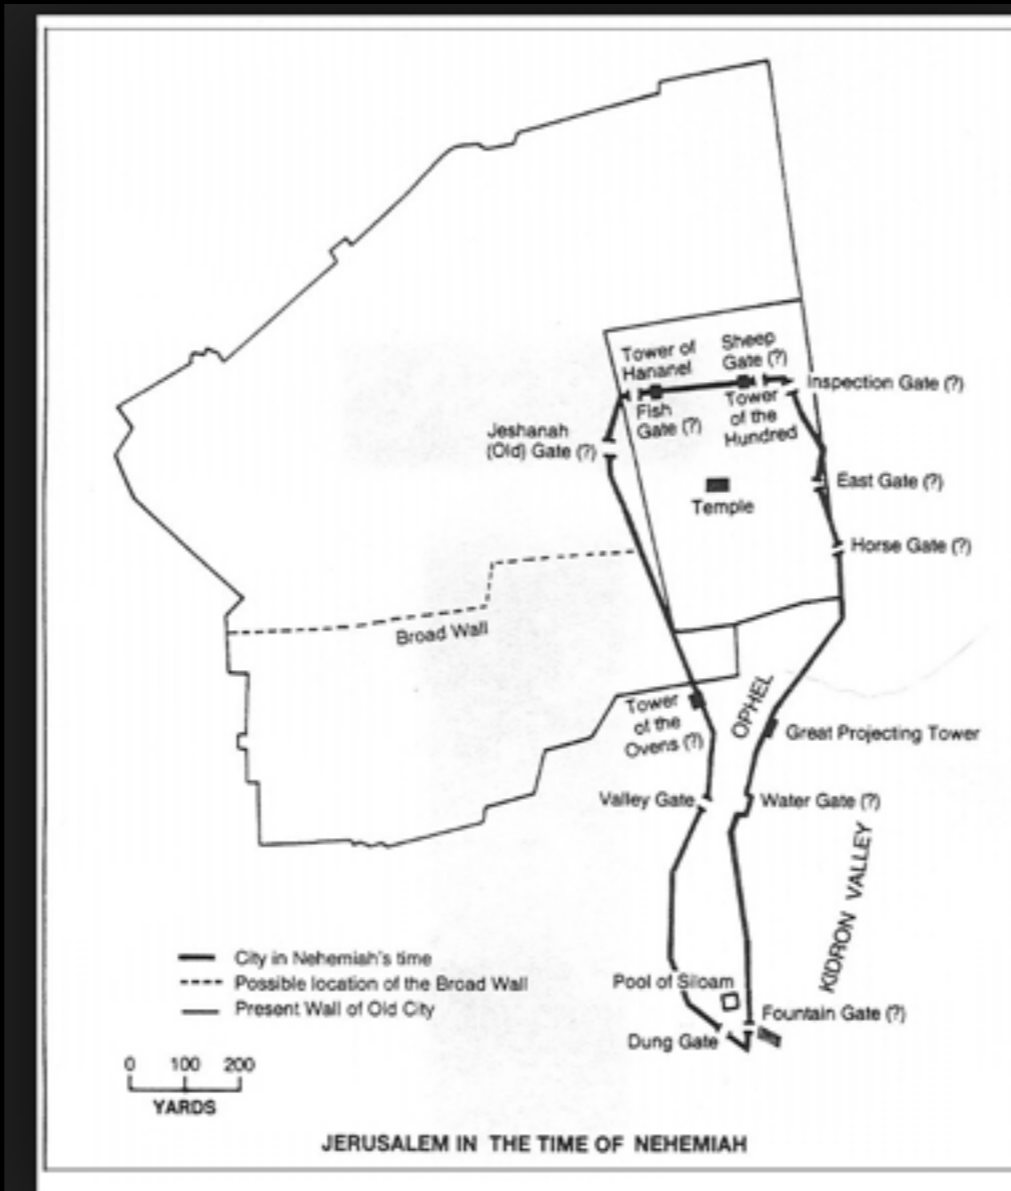 Tower of
Hananel
Sheep
Gate (?)
Inspection Gate (?)
Fish
Gate (?)
Tower
of the
Hundred
Jeshanah
(Old) Gate (?)
East Gate (?)
Temple
Horse Gate (?)
Broad Wall
OPHEL
Tower
of the
Ovens (?)
Great Projecting Tower
Valley Gate
Water Gate (?)
KIDRON VALLEY
City in Nehemiah's time
Possible location of the Broad Wall
Present Wall of Old City
Pool of Siloam
Fountain Gate (?)
Dung Gate
0 100 200
YARDS
JERUSALEM IN THE TIME OF NEHEMIAH